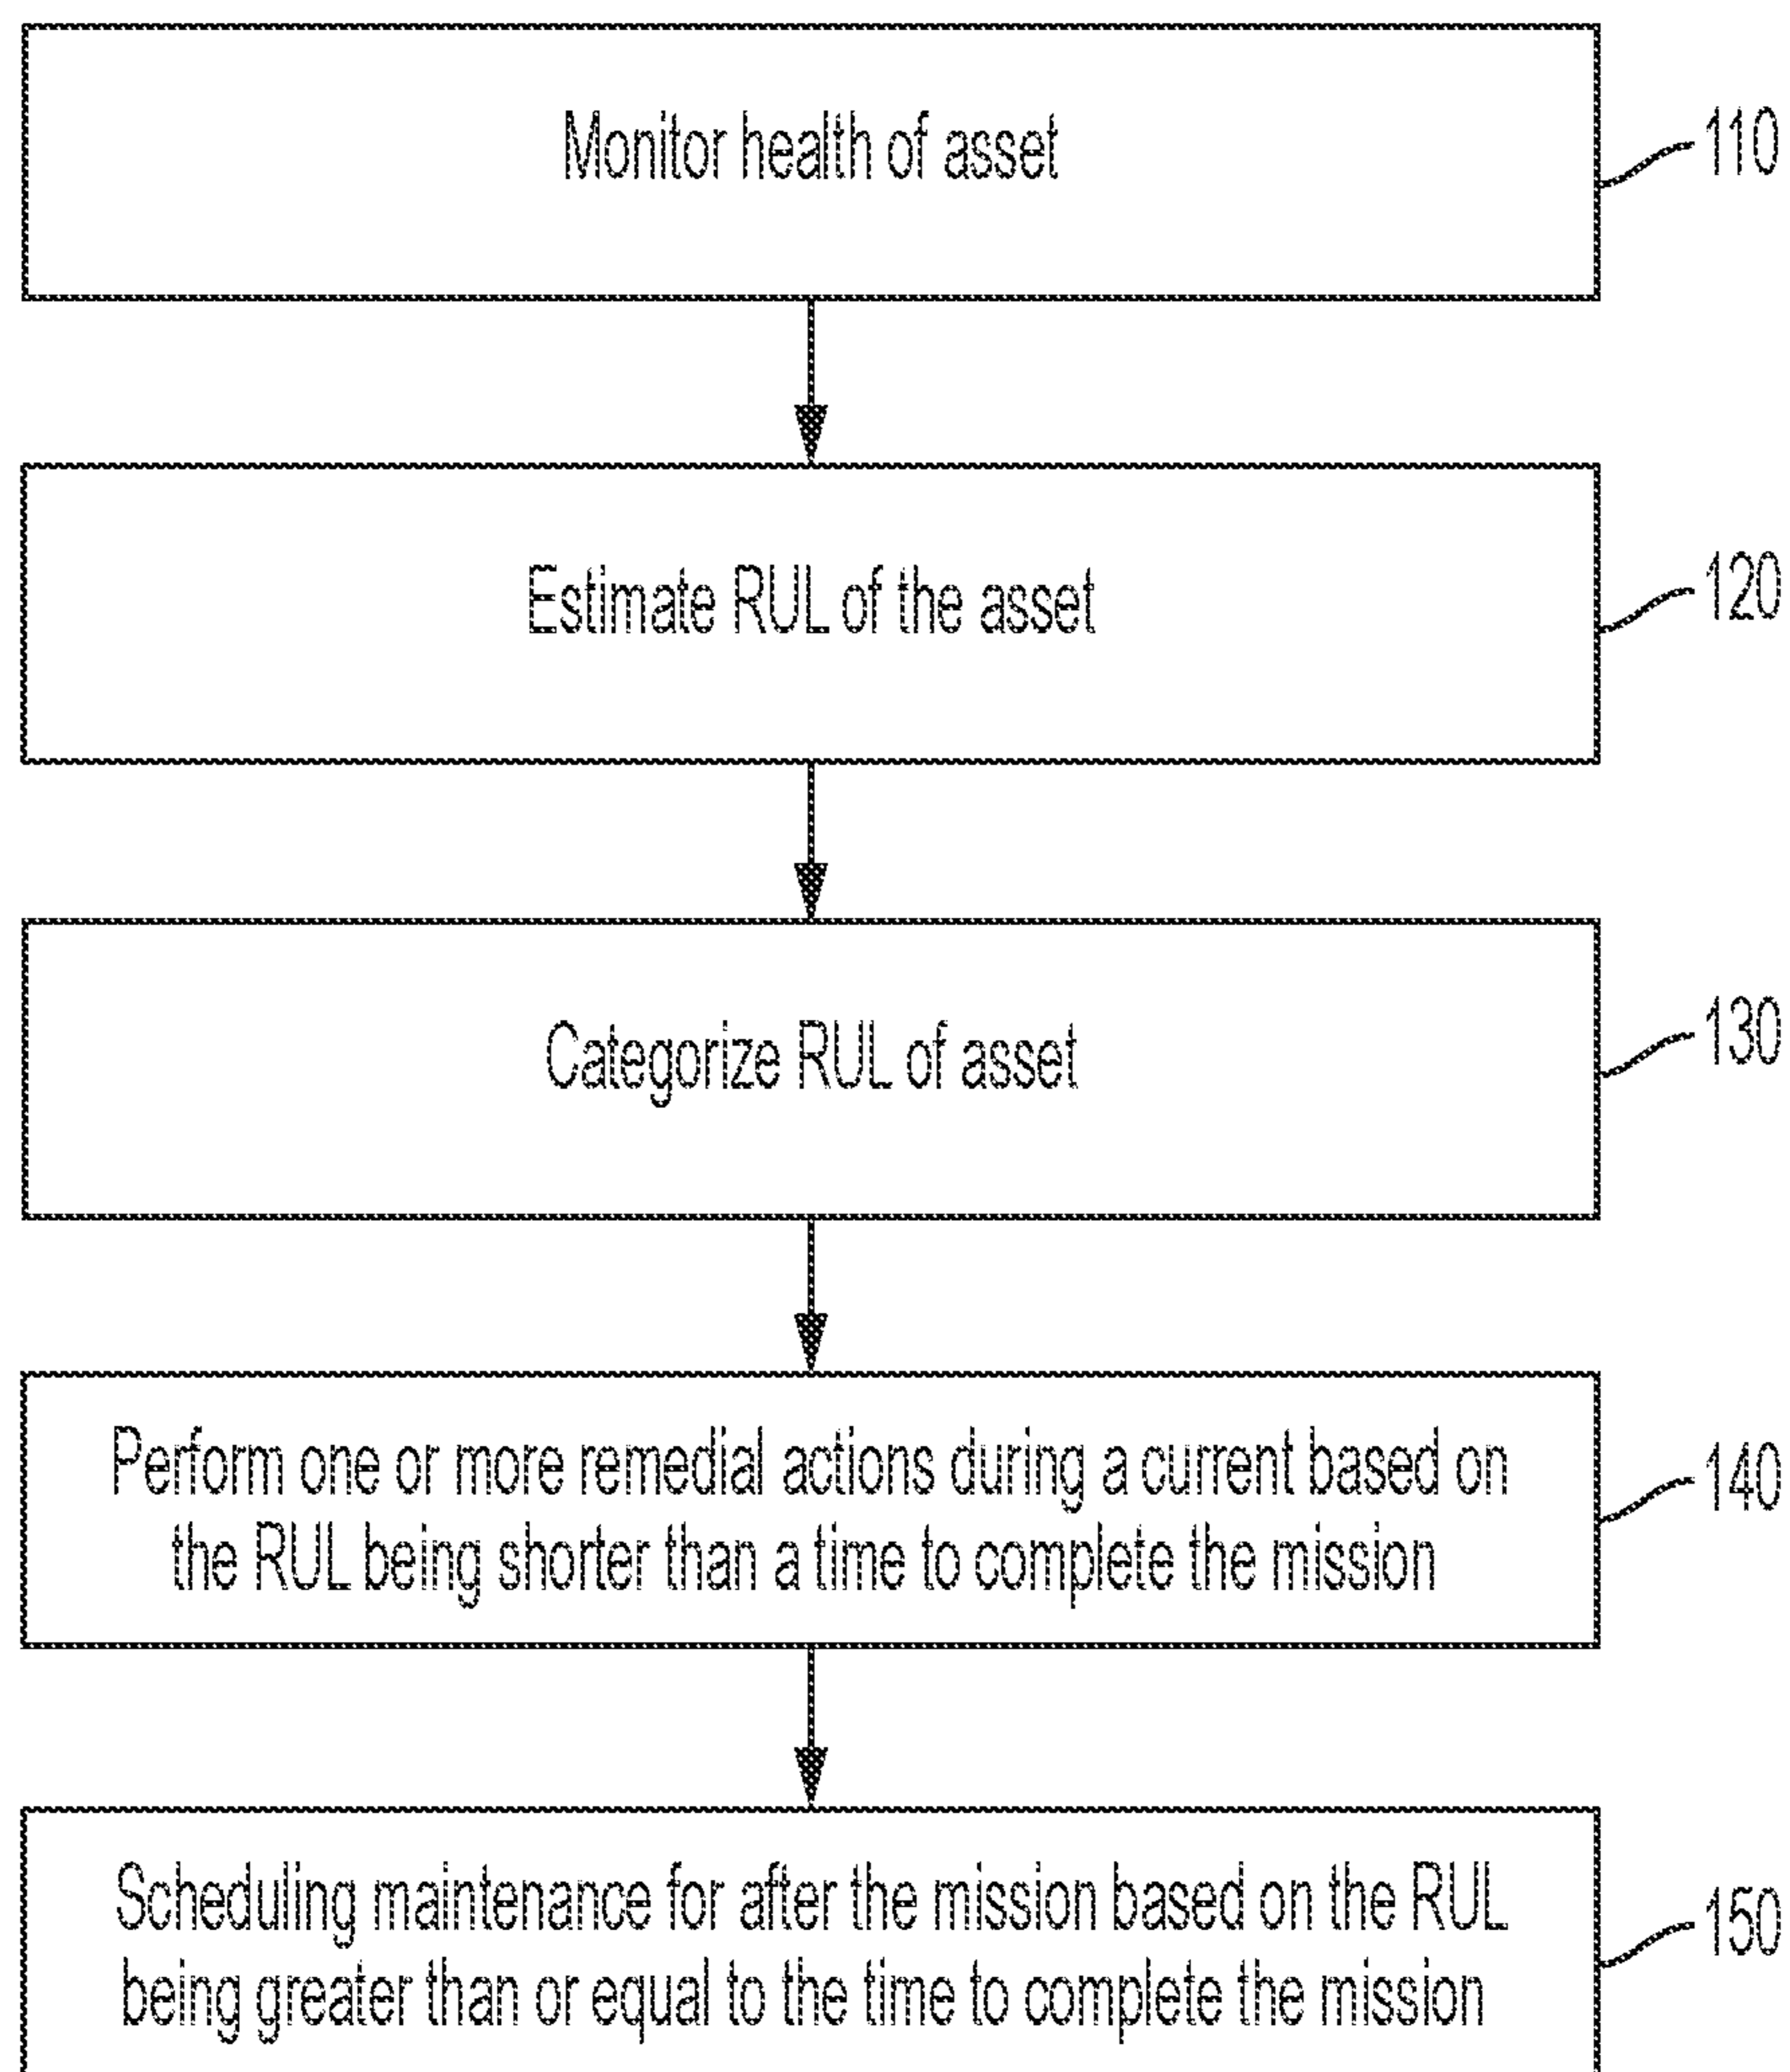 Monitor health of asset
110
Estimate RUL of the asset
120
Categorize RUL of asset
130
Perform one or more remedial actions during a current based on
the RUL being shorter than a time to complete the mission
140
Scheduling maintenance for after the mission based on the RUL
being greater than or equal to the time to complete the mission
150